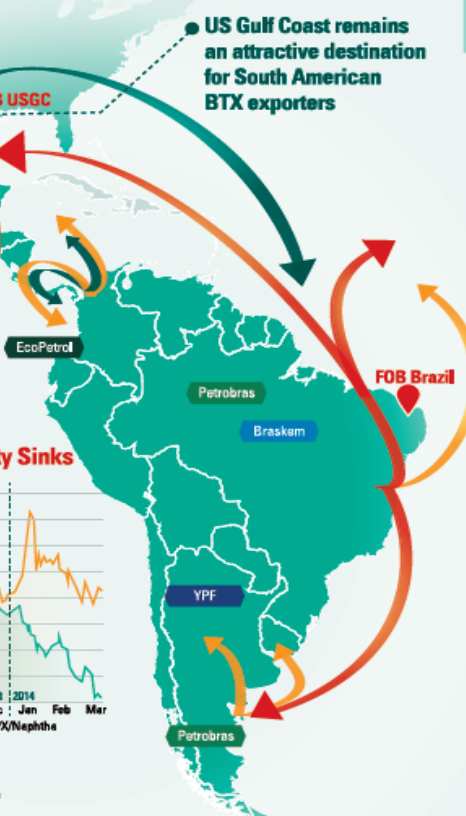 US Gulf Coast remains
an attractive destination
for South American
BTX exporters
USGC
EcoPetrol
Petrobras
FOB Brazil
Braskem
Sinks
YPF
2014
Jan Feb Mar
/Naphtha
Petrobras